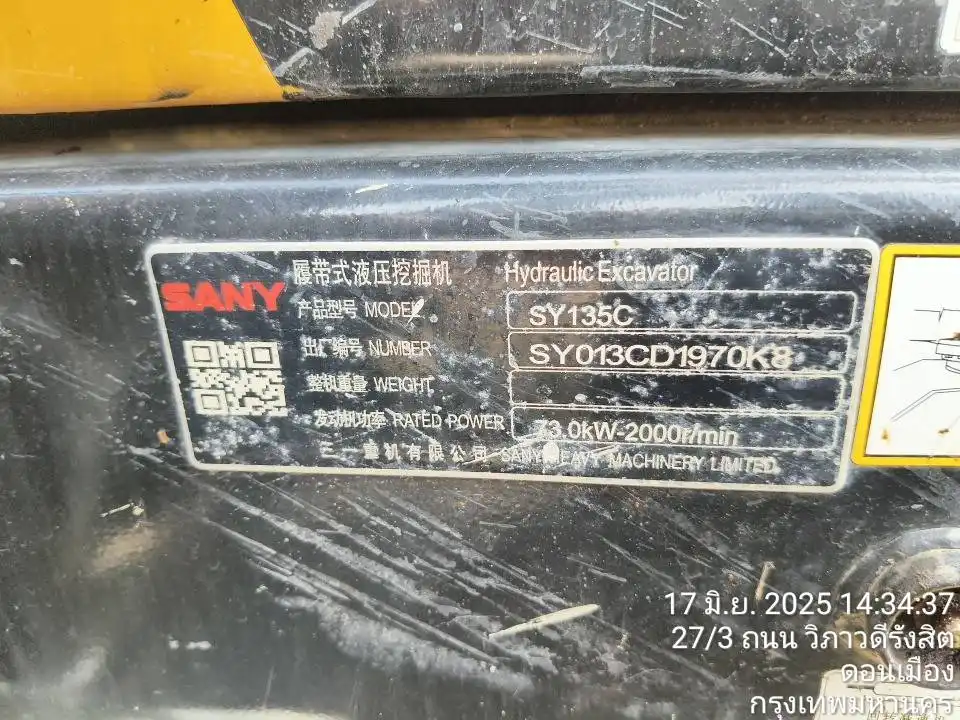 履带式液压挖掘机 Hydraulic Excavator
SANY
产品型号 MODEL SY135C
出厂编号 NUMBER SY013CD1970K8
整机重量 WEIGHT
发动机功率 RATED POWER 73.0kW-2000r/min
三一重机有限公司 SANY HEAVY MACHINERY LIMITED
17 มิ.ย. 2025 14:34:37
27/3 ถนน วิภาวดีรังสิต
ดอนเมือง
กรุงเทพมหานคร